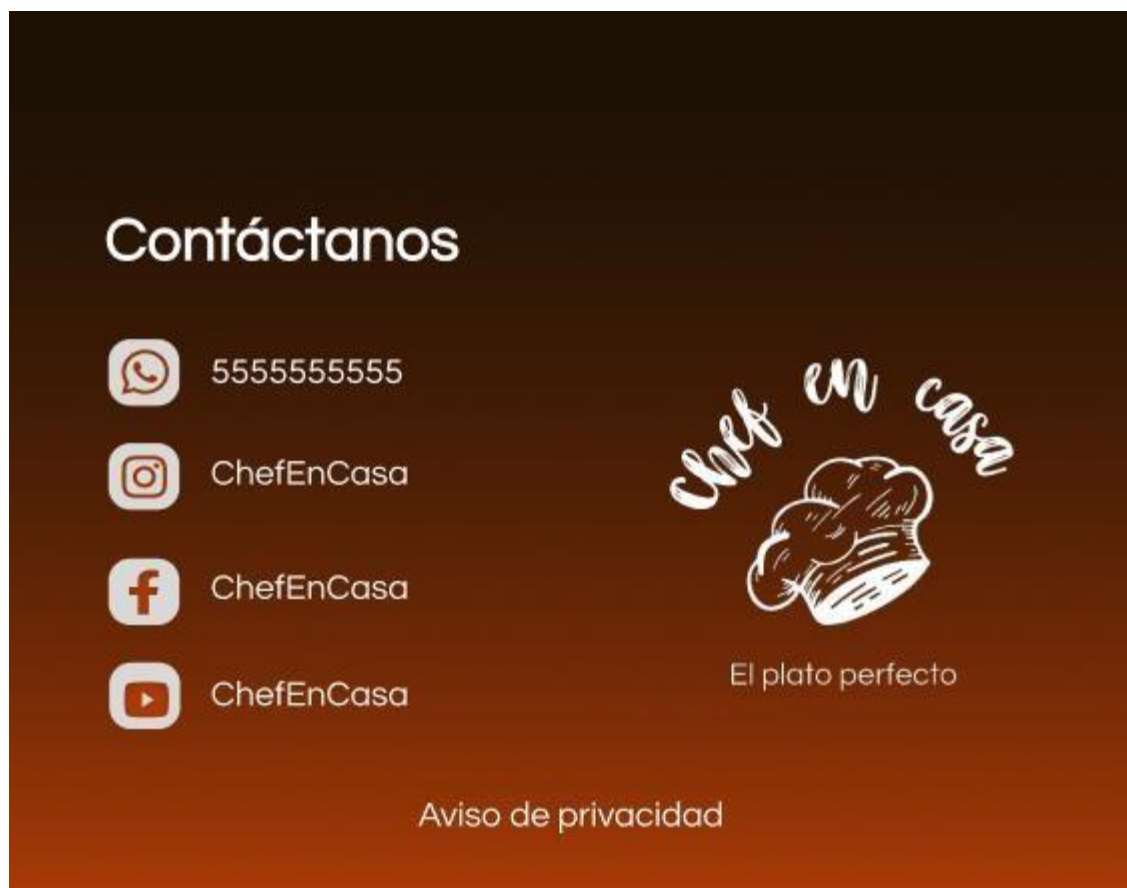 Contáctanos
5555555555
ChefEnCasa
ChefEnCasa
ChefEnCasa
chef en casa
El plato perfecto
Aviso de privacidad